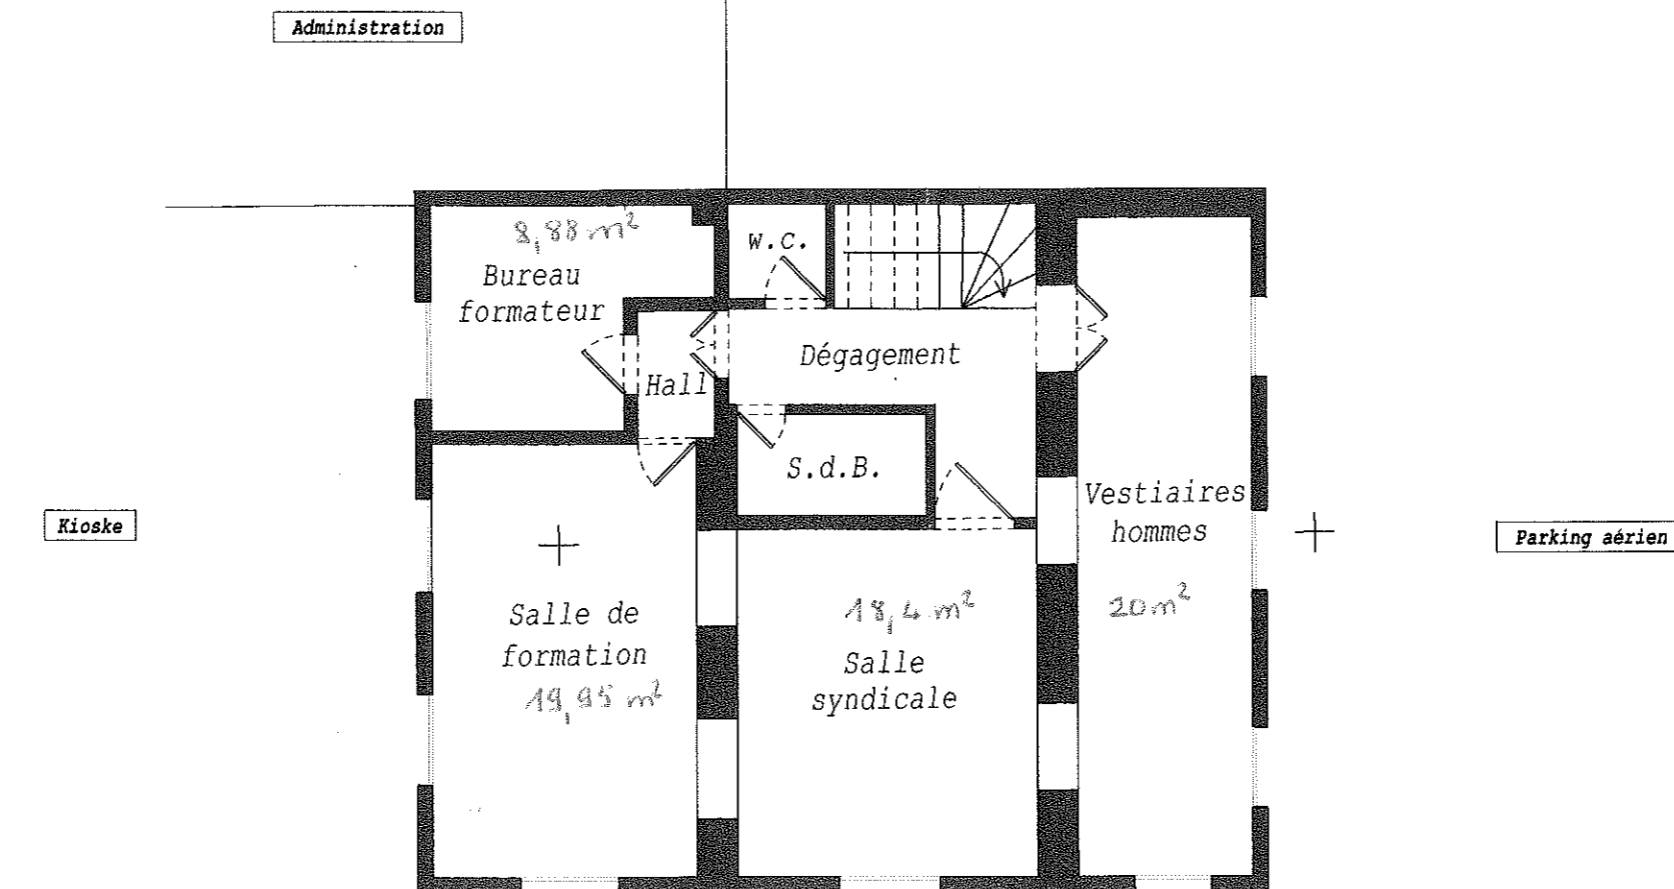 Administration
8,88 m²
Bureau
formateur
w.c.
Dégagement
Hall
S.d.B.
Vestiaires
hommes
20 m²
Kioske
Parking aérien
Salle de
formation
19,95 m²
18,4 m²
Salle
syndicale